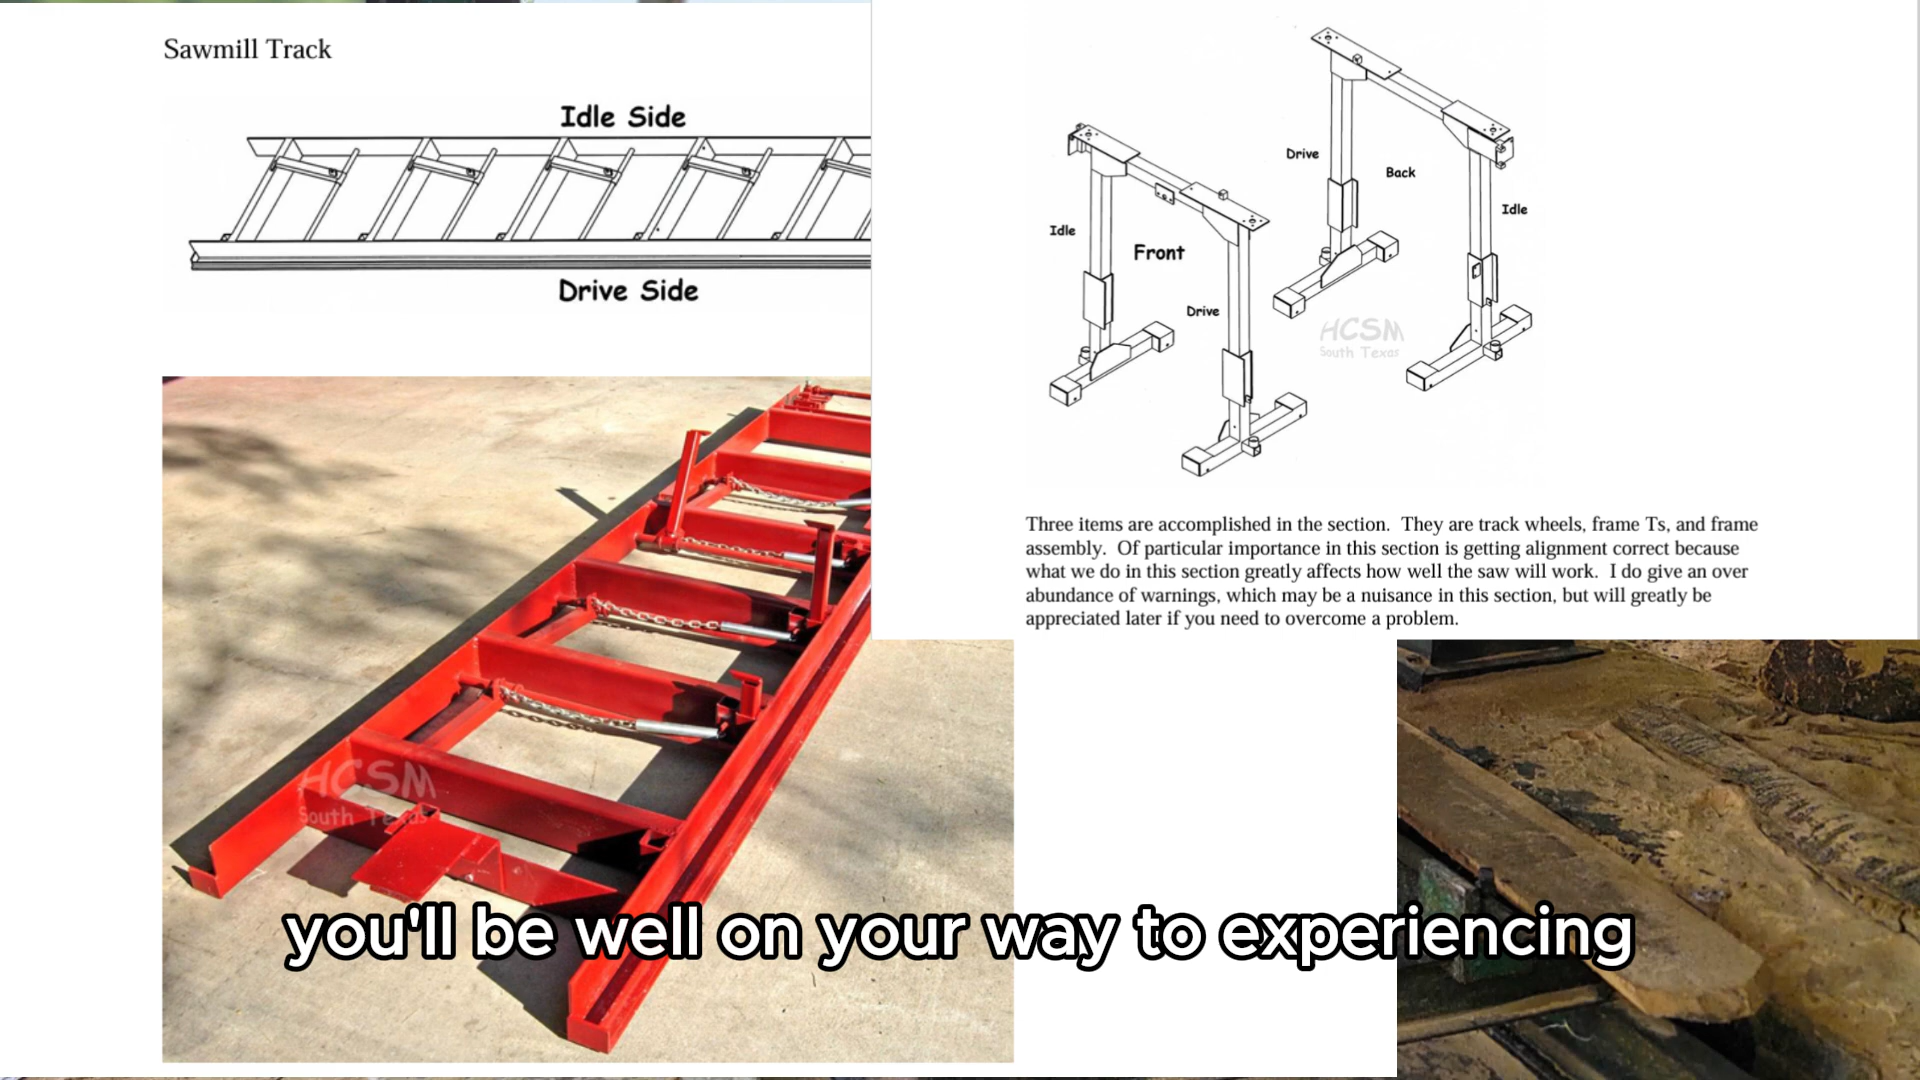 Sawmill Track
Idle Side
Drive Side
HCSM
South Texas
Drive
Back
Idle
Idle
Front
Drive
HCSM
South Texas
Three items are accomplished in the section. They are track wheels, frame Ts, and frame
assembly. Of particular importance in this section is getting alignment correct because
what we do in this section greatly affects how well the saw will work. I do give an over
abundance of warnings, which may be a nuisance in this section, but will greatly be
appreciated later if you need to overcome a problem.
you'll be well on your way to experiencing